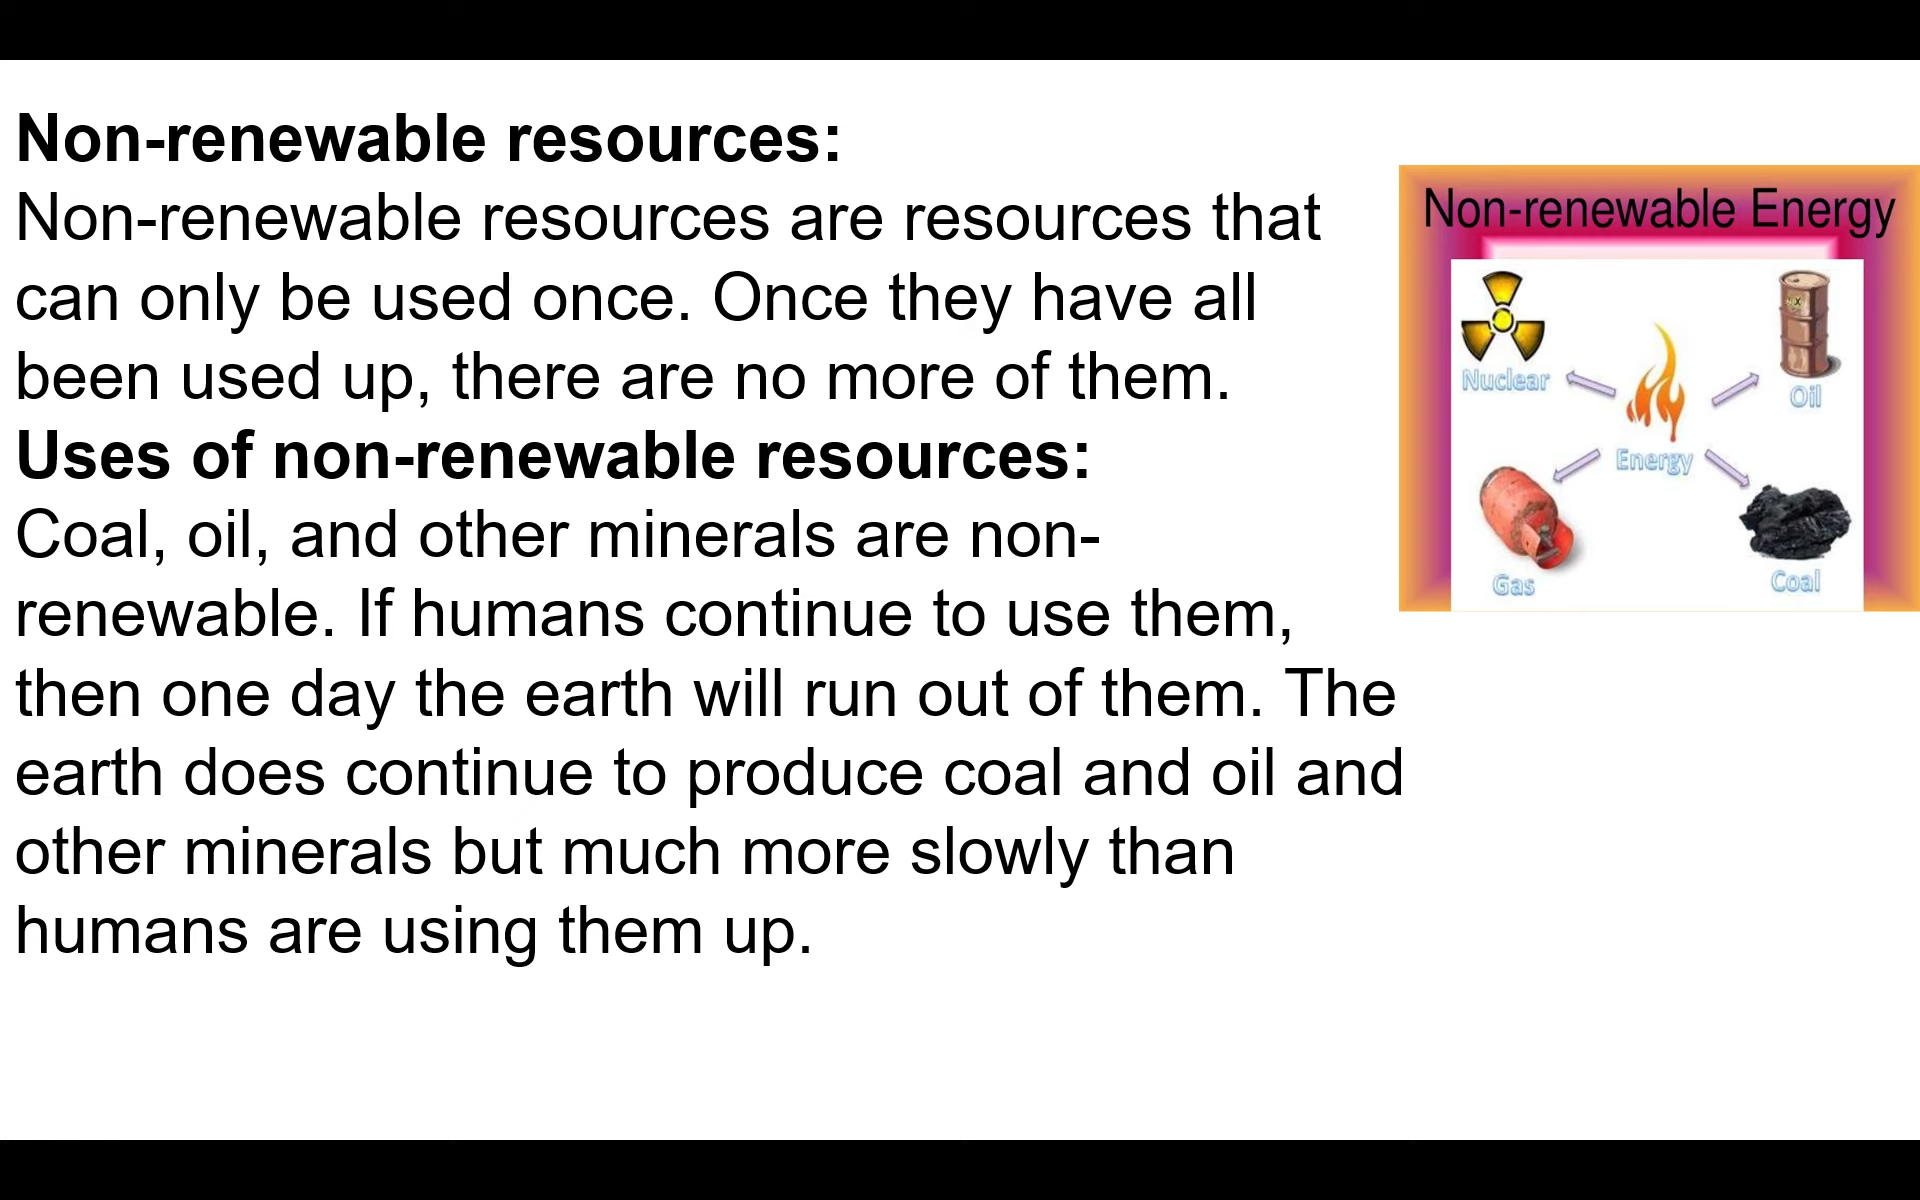 Non-renewable resources:
Non-renewable resources are resources that
can only be used once. Once they have all
been used up, there are no more of them.
Uses of non-renewable resources:
Coal, oil, and other minerals are non-
renewable. If humans continue to use them,
then one day the earth will run out of them. The
earth does continue to produce coal and oil and
other minerals but much more slowly than
humans are using them up.
Non-renewable Energy
Nuclear
Oil
Energy
Gas
Coal